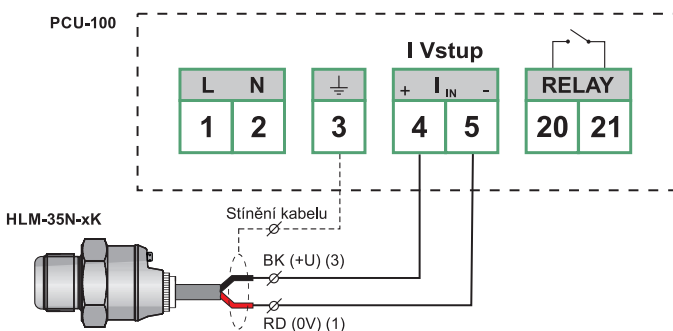 PCU-100
I Vstup
L N
+ I IN -
RELAY
1 2 3 4 5 20 21
Stínění kabelu
HLM-35N-xK
BK (+U) (3)
RD (0V) (1)